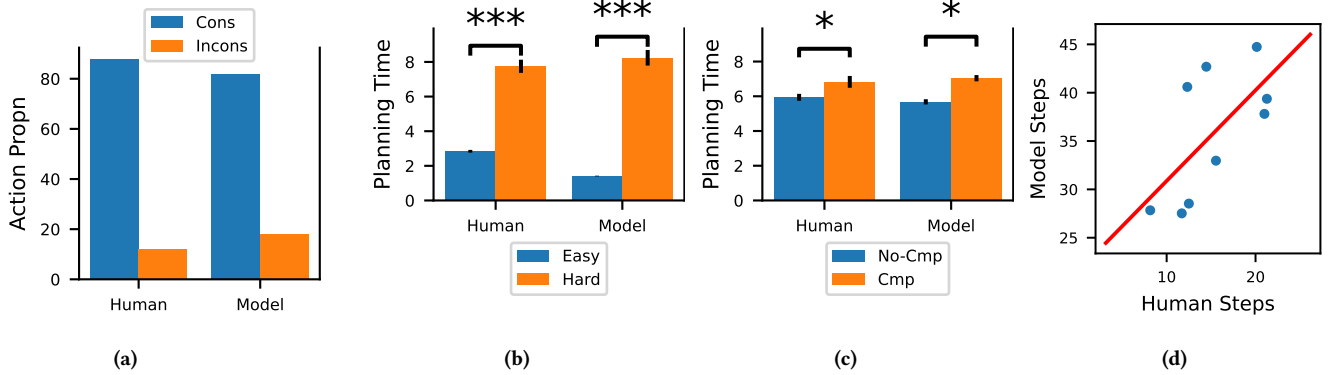 Cons
Incons
Action Propn
80
60
40
20
0
Human
Model
(a)
***
***
Planning Time
8
6
4
2
0
Human
Model
Easy
Hard
(b)
*
*
Planning Time
8
6
4
2
0
Human
Model
No-Cmp
Cmp
(c)
Model Steps
45
40
35
30
25
10
20
Human Steps
(d)